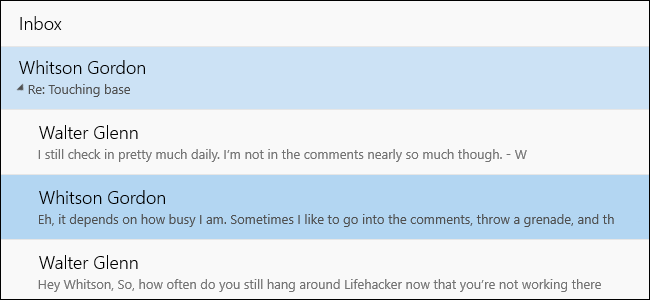 Inbox
Whitson Gordon
Re: Touching base
Walter Glenn
I still check in pretty much daily. I'm not in the comments nearly so much though. - W
Whitson Gordon
Eh, it depends on how busy I am. Sometimes I like to go into the comments, throw a grenade, and th
Walter Glenn
Hey Whitson, So, how often do you still hang around Lifehacker now that you're not working there